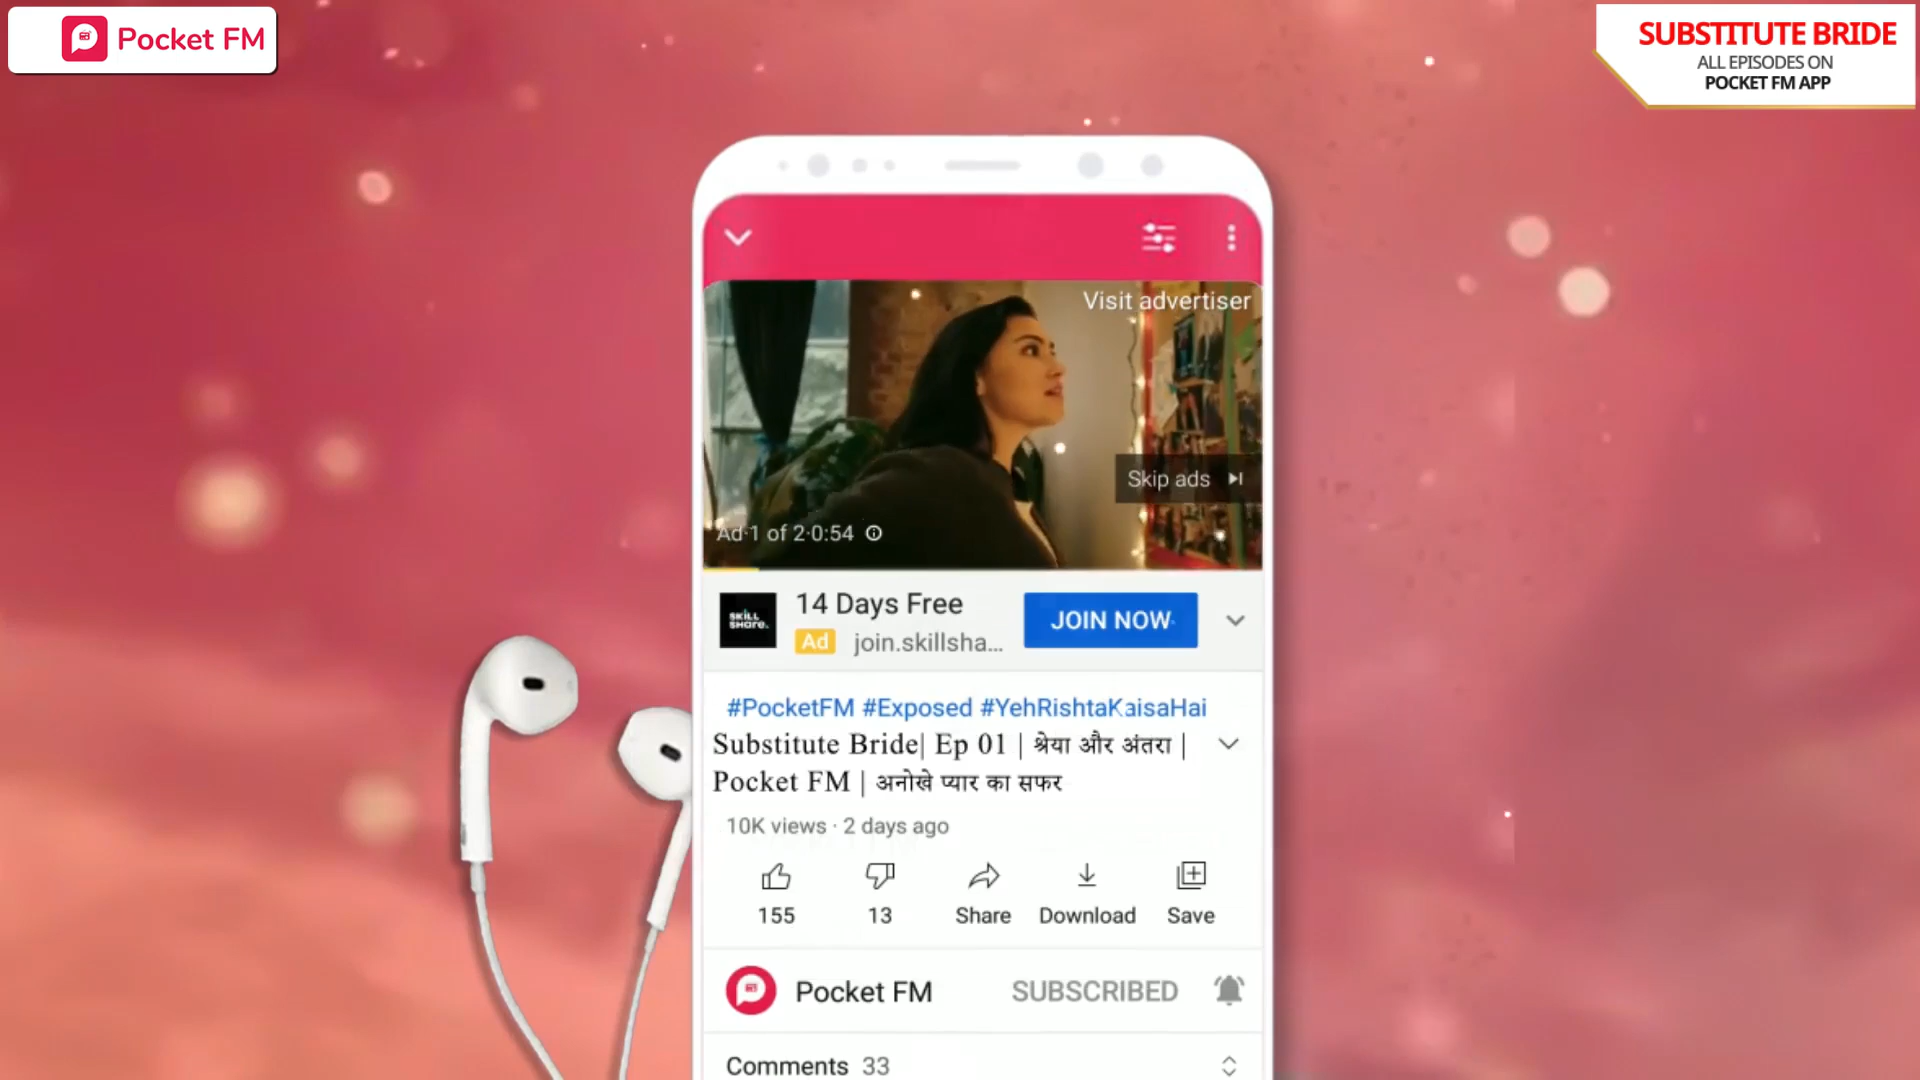 Pocket FM
SUBSTITUTE BRIDE
ALL EPISODES ON
POCKET FM APP
Visit advertiser
Skip ads
Ad·1 of 2·0:54
SKILL
SHARE.
14 Days Free
JOIN NOW
Ad join.skillsha...
#PocketFM #Exposed #YehRishtaKaisaHai
Substitute Bride| Ep 01 | श्रेया और अंतरा |
Pocket FM | अनोखे प्यार का सफर
10K views · 2 days ago
155 13 Share Download Save
Pocket FM SUBSCRIBED
Comments 33